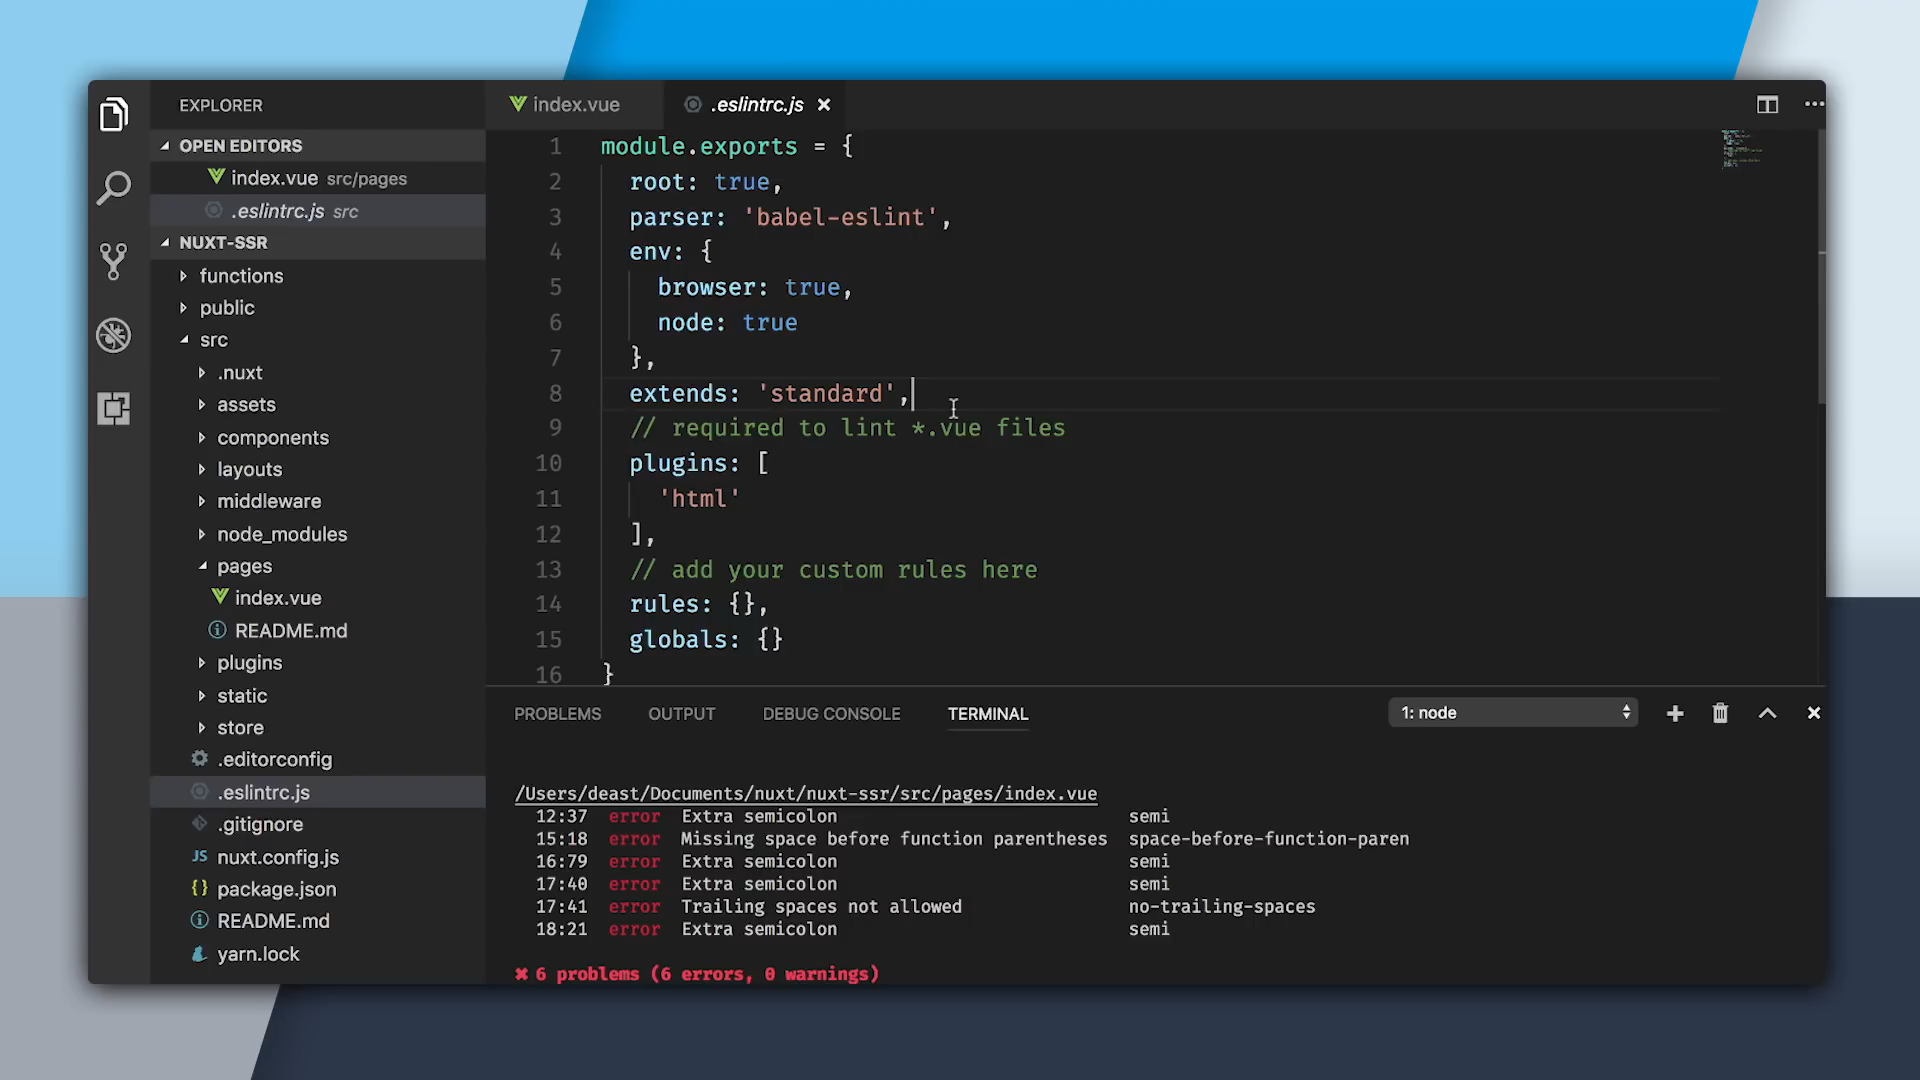 EXPLORER
OPEN EDITORS
index.vue src/pages
.eslintrc.js src
NUXT-SSR
functions
public
src
.nuxt
assets
components
layouts
middleware
node_modules
pages
index.vue
README.md
plugins
static
store
.editorconfig
.eslintrc.js
.gitignore
JS nuxt.config.js
{} package.json
README.md
yarn.lock
index.vue
.eslintrc.js
1 module.exports = {
2 root: true,
3 parser: 'babel-eslint',
4 env: {
5 browser: true,
6 node: true
7 },
8 extends: 'standard',
9 // required to lint *.vue files
10 plugins: [
11 'html'
12 ],
13 // add your custom rules here
14 rules: {},
15 globals: {}
16 }
PROBLEMS OUTPUT DEBUG CONSOLE TERMINAL 1: node
/Users/deast/Documents/nuxt/nuxt-ssr/src/pages/index.vue
12:37 error Extra semicolon semi
15:18 error Missing space before function parentheses space-before-function-paren
16:79 error Extra semicolon semi
17:40 error Extra semicolon semi
17:41 error Trailing spaces not allowed no-trailing-spaces
18:21 error Extra semicolon semi
✖ 6 problems (6 errors, 0 warnings)